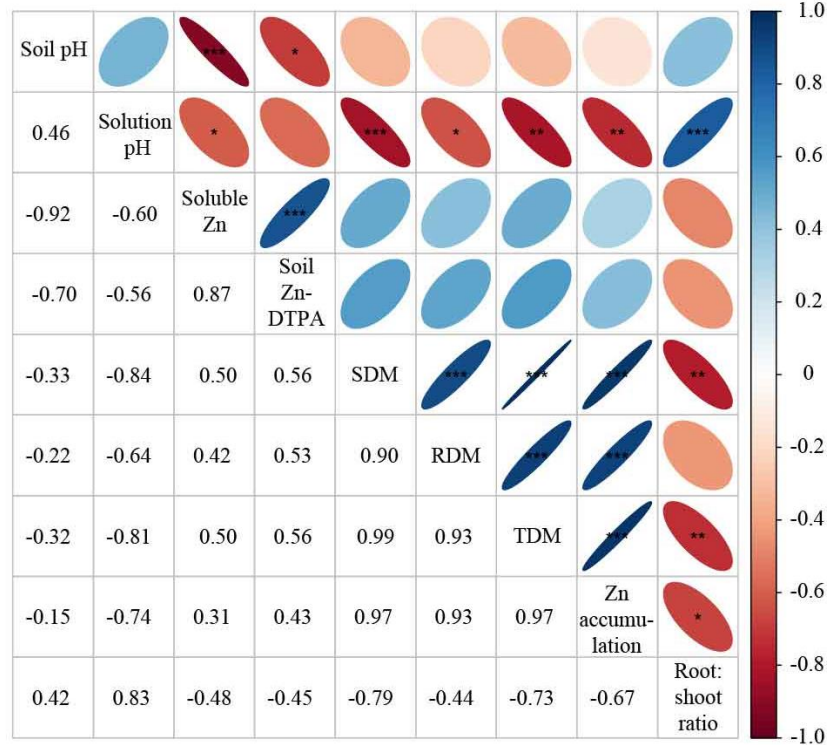 Soil pH *** *
0.46 Solution pH * *** * ** ** ***
-0.92 -0.60 Soluble Zn ***
-0.70 -0.56 0.87 Soil Zn-DTPA
-0.33 -0.84 0.50 0.56 SDM *** *** *** **
-0.22 -0.64 0.42 0.53 0.90 RDM *** ***
-0.32 -0.81 0.50 0.56 0.99 0.93 TDM *** **
-0.15 -0.74 0.31 0.43 0.97 0.93 0.97 Zn accumu-lation *
0.42 0.83 -0.48 -0.45 -0.79 -0.44 -0.73 -0.67 Root: shoot ratio
1.0
0.8
0.6
0.4
0.2
0
-0.2
-0.4
-0.6
-0.8
-1.0